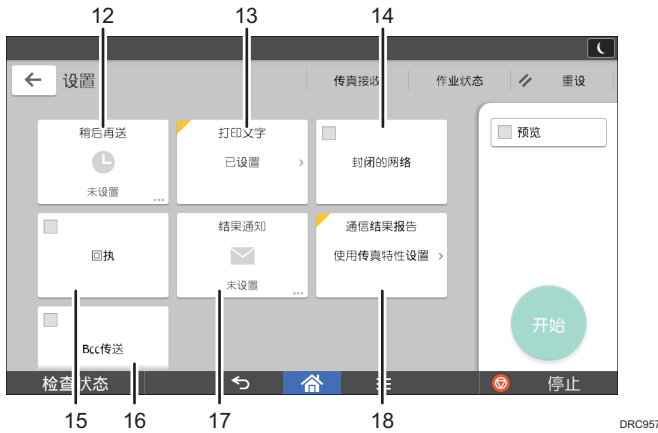 12 13 14
设置 传真接收 作业状态 重设
稍后再送 打印文字
预览
已设置 封闭的网络
未设置
结果通知 通信结果报告
回执 使用传真特性设置
未设置
开始
Bcc传送
检查状态 停止
15 16 17 18
DRC957